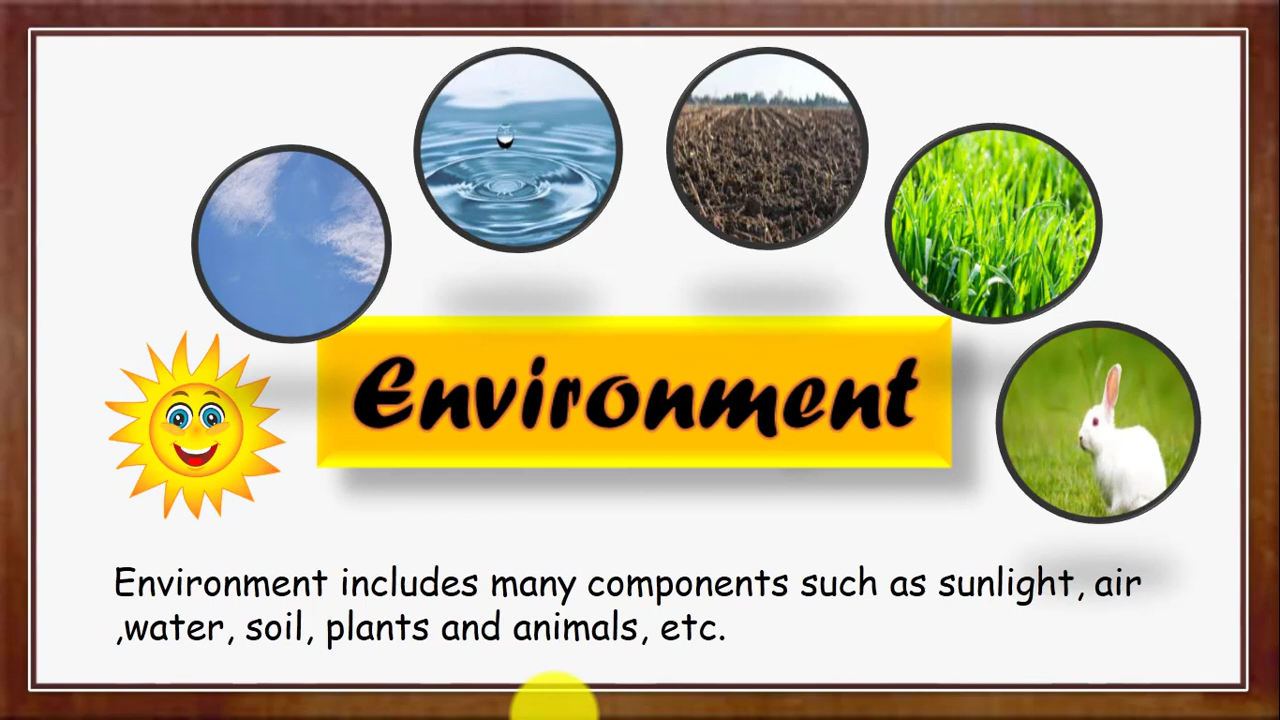 Environment
Environment includes many components such as sunlight, air
,water, soil, plants and animals, etc.